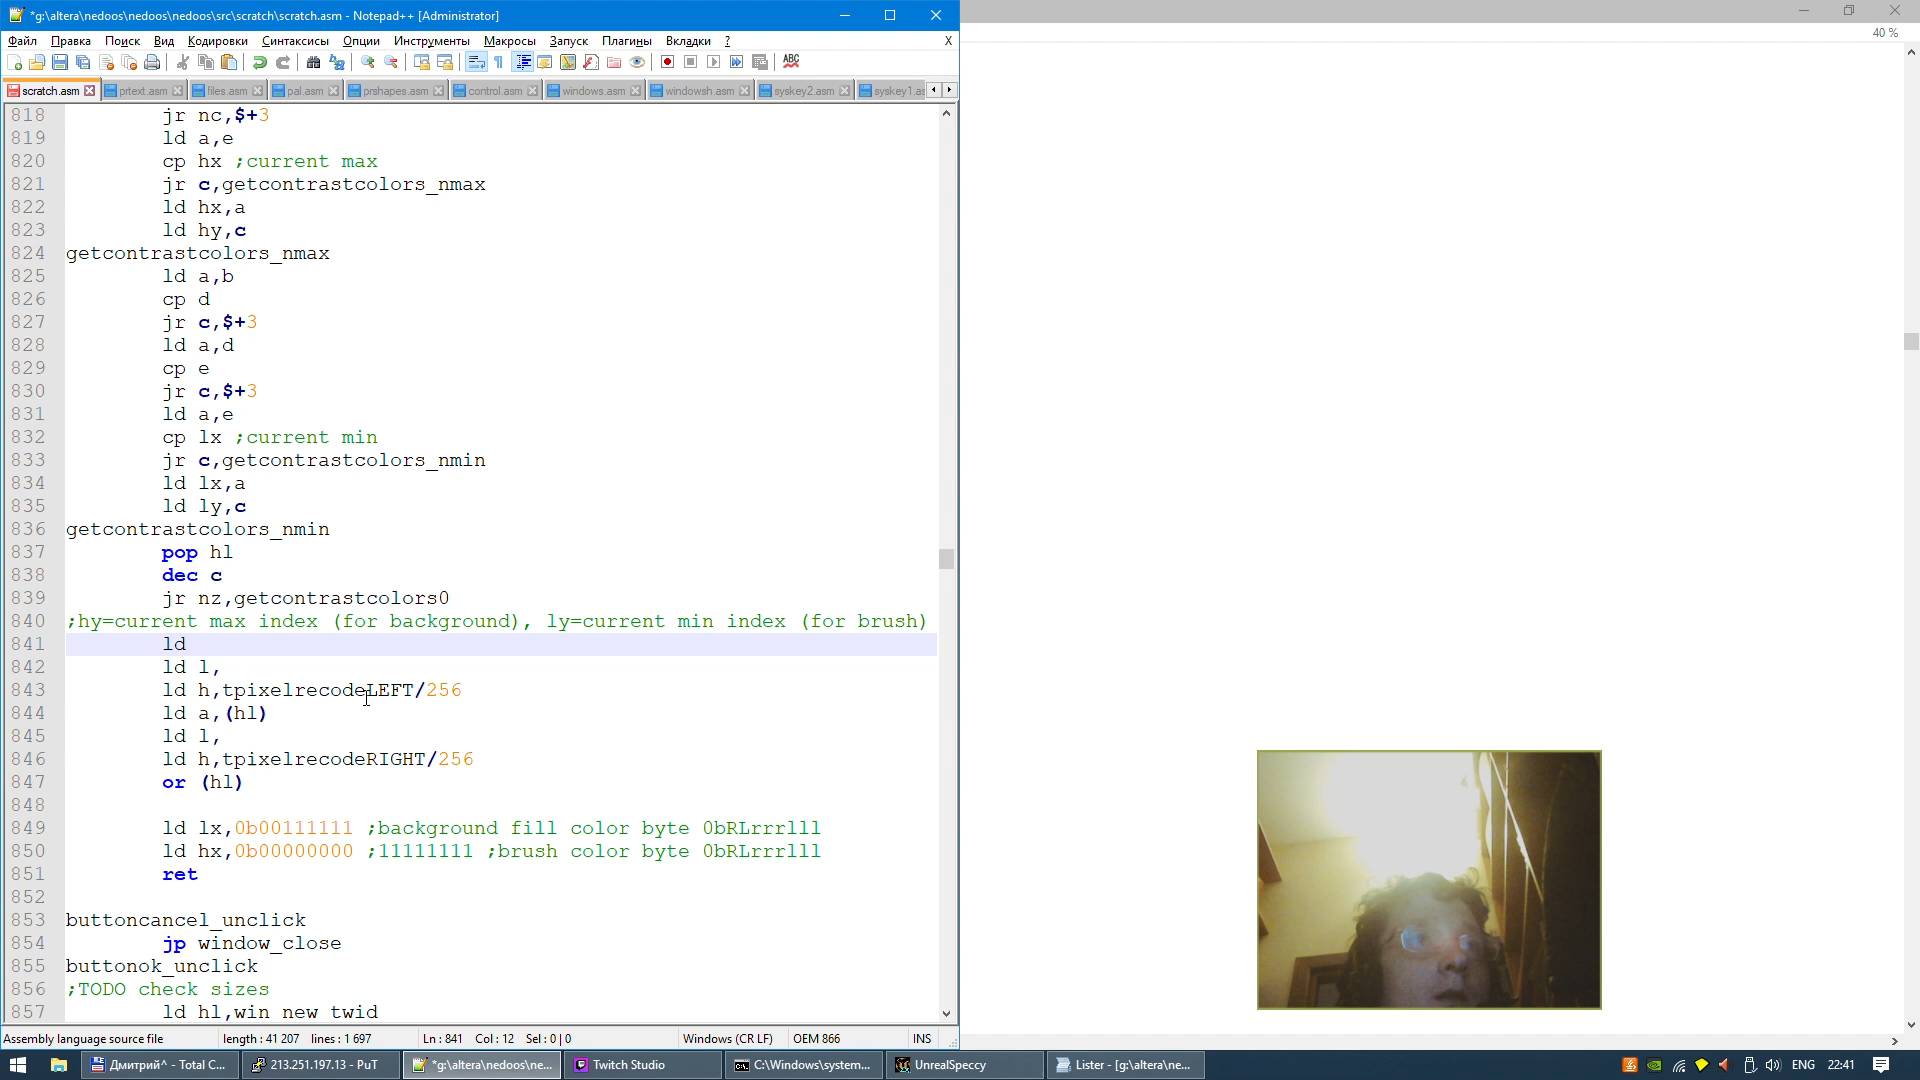 *g:\altera\nedoos\nedoos\nedoos\src\scratch\scratch.asm - Notepad++ [Administrator]
40 %
Файл Правка Поиск Вид Кодировки Синтаксисы Опции Инструменты Макросы Запуск Плагины Вкладки ? X
ABC
scratch.asm prtext.asm files.asm pal.asm prshapes.asm control.asm windows.asm windowsh.asm syskey2.asm syskey1.as
818 jr nc,$+3
819 ld a,e
820 cp hx ;current max
821 jr c,getcontrastcolors_nmax
822 ld hx,a
823 ld hy,c
824 getcontrastcolors_nmax
825 ld a,b
826 cp d
827 jr c,$+3
828 ld a,d
829 cp e
830 jr c,$+3
831 ld a,e
832 cp lx ;current min
833 jr c,getcontrastcolors_nmin
834 ld lx,a
835 ld ly,c
836 getcontrastcolors_nmin
837 pop hl
838 dec c
839 jr nz,getcontrastcolors0
840 ;hy=current max index (for background), ly=current min index (for brush)
841 ld
842 ld l,
843 ld h,tpixelrecodeLEFT/256
844 ld a,(hl)
845 ld l,
846 ld h,tpixelrecodeRIGHT/256
847 or (hl)
848
849 ld lx,0b00111111 ;background fill color byte 0bRLrrrlll
850 ld hx,0b00000000 ;11111111 ;brush color byte 0bRLrrrlll
851 ret
852
853 buttoncancel_unclick
854 jp window_close
855 buttonok_unclick
856 ;TODO check sizes
857 ld hl,win_new_twid
Assembly language source file length : 41 207 lines : 1 697 Ln : 841 Col : 12 Sel : 0 | 0 Windows (CR LF) OEM 866 INS
Дмитрий^ - Total C... 213.251.197.13 - PuT *g:\altera\nedoos\ne... Twitch Studio C:\Windows\system... UnrealSpeccy Lister - [g:\altera\ne... ENG 22:41